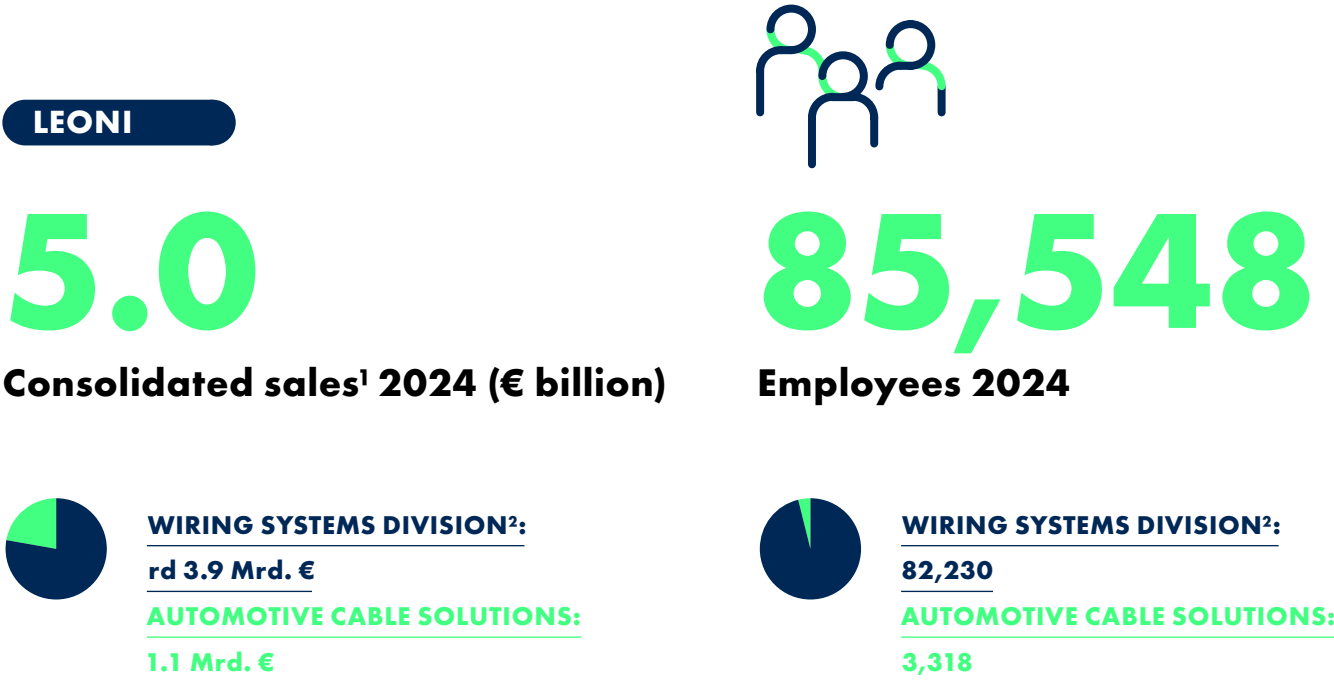 LEONI
5.0
Consolidated sales¹ 2024 (€ billion)
WIRING SYSTEMS DIVISION²:
rd 3.9 Mrd. €
AUTOMOTIVE CABLE SOLUTIONS:
1.1 Mrd. €
85,548
Employees 2024
WIRING SYSTEMS DIVISION²:
82,230
AUTOMOTIVE CABLE SOLUTIONS:
3,318